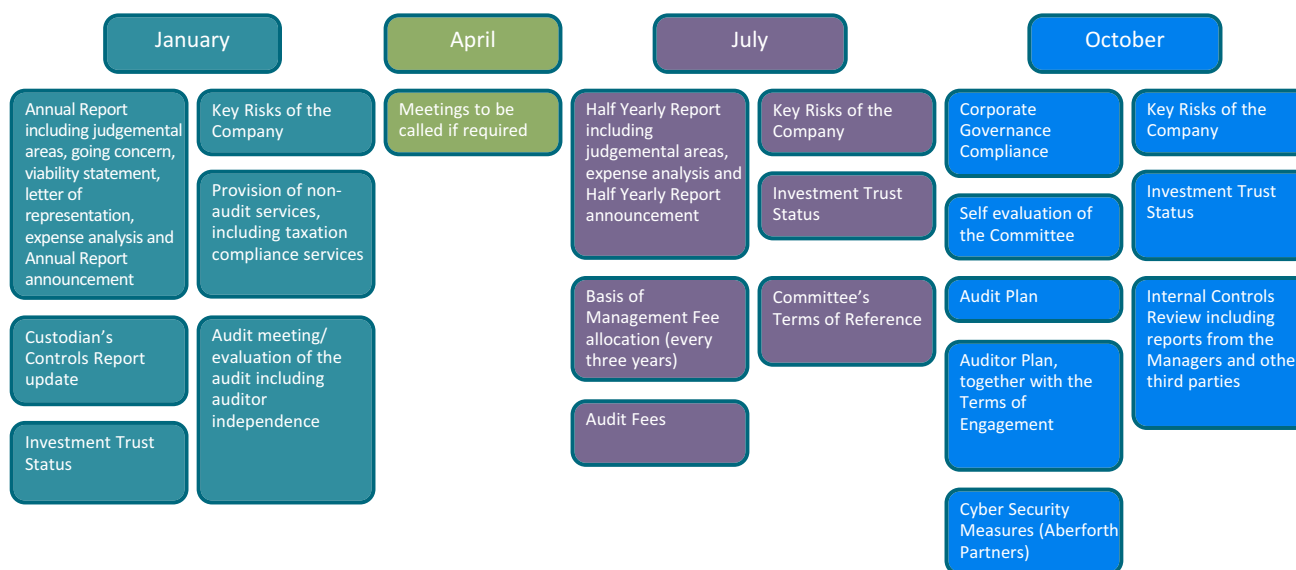 January
Annual Report
including judgemental
areas, going concern,
viability statement,
letter of
representation,
expense analysis and
Annual Report
announcement
Custodian's
Controls Report
update
Investment Trust
Status
Key Risks of the
Company
Provision of non-
audit services,
including taxation
compliance services
Audit meeting/
evaluation of the
audit including
auditor
independence
April
Meetings to be
called if required
July
Half Yearly Report
including
judgemental areas,
expense analysis and
Half Yearly Report
announcement
Basis of
Management Fee
allocation (every
three years)
Audit Fees
Key Risks of the
Company
Investment Trust
Status
Committee's
Terms of Reference
October
Corporate
Governance
Compliance
Self evaluation of
the Committee
Audit Plan
Auditor Plan,
together with the
Terms of
Engagement
Cyber Security
Measures (Aberforth
Partners)
Key Risks of the
Company
Investment Trust
Status
Internal Controls
Review including
reports from the
Managers and other
third parties